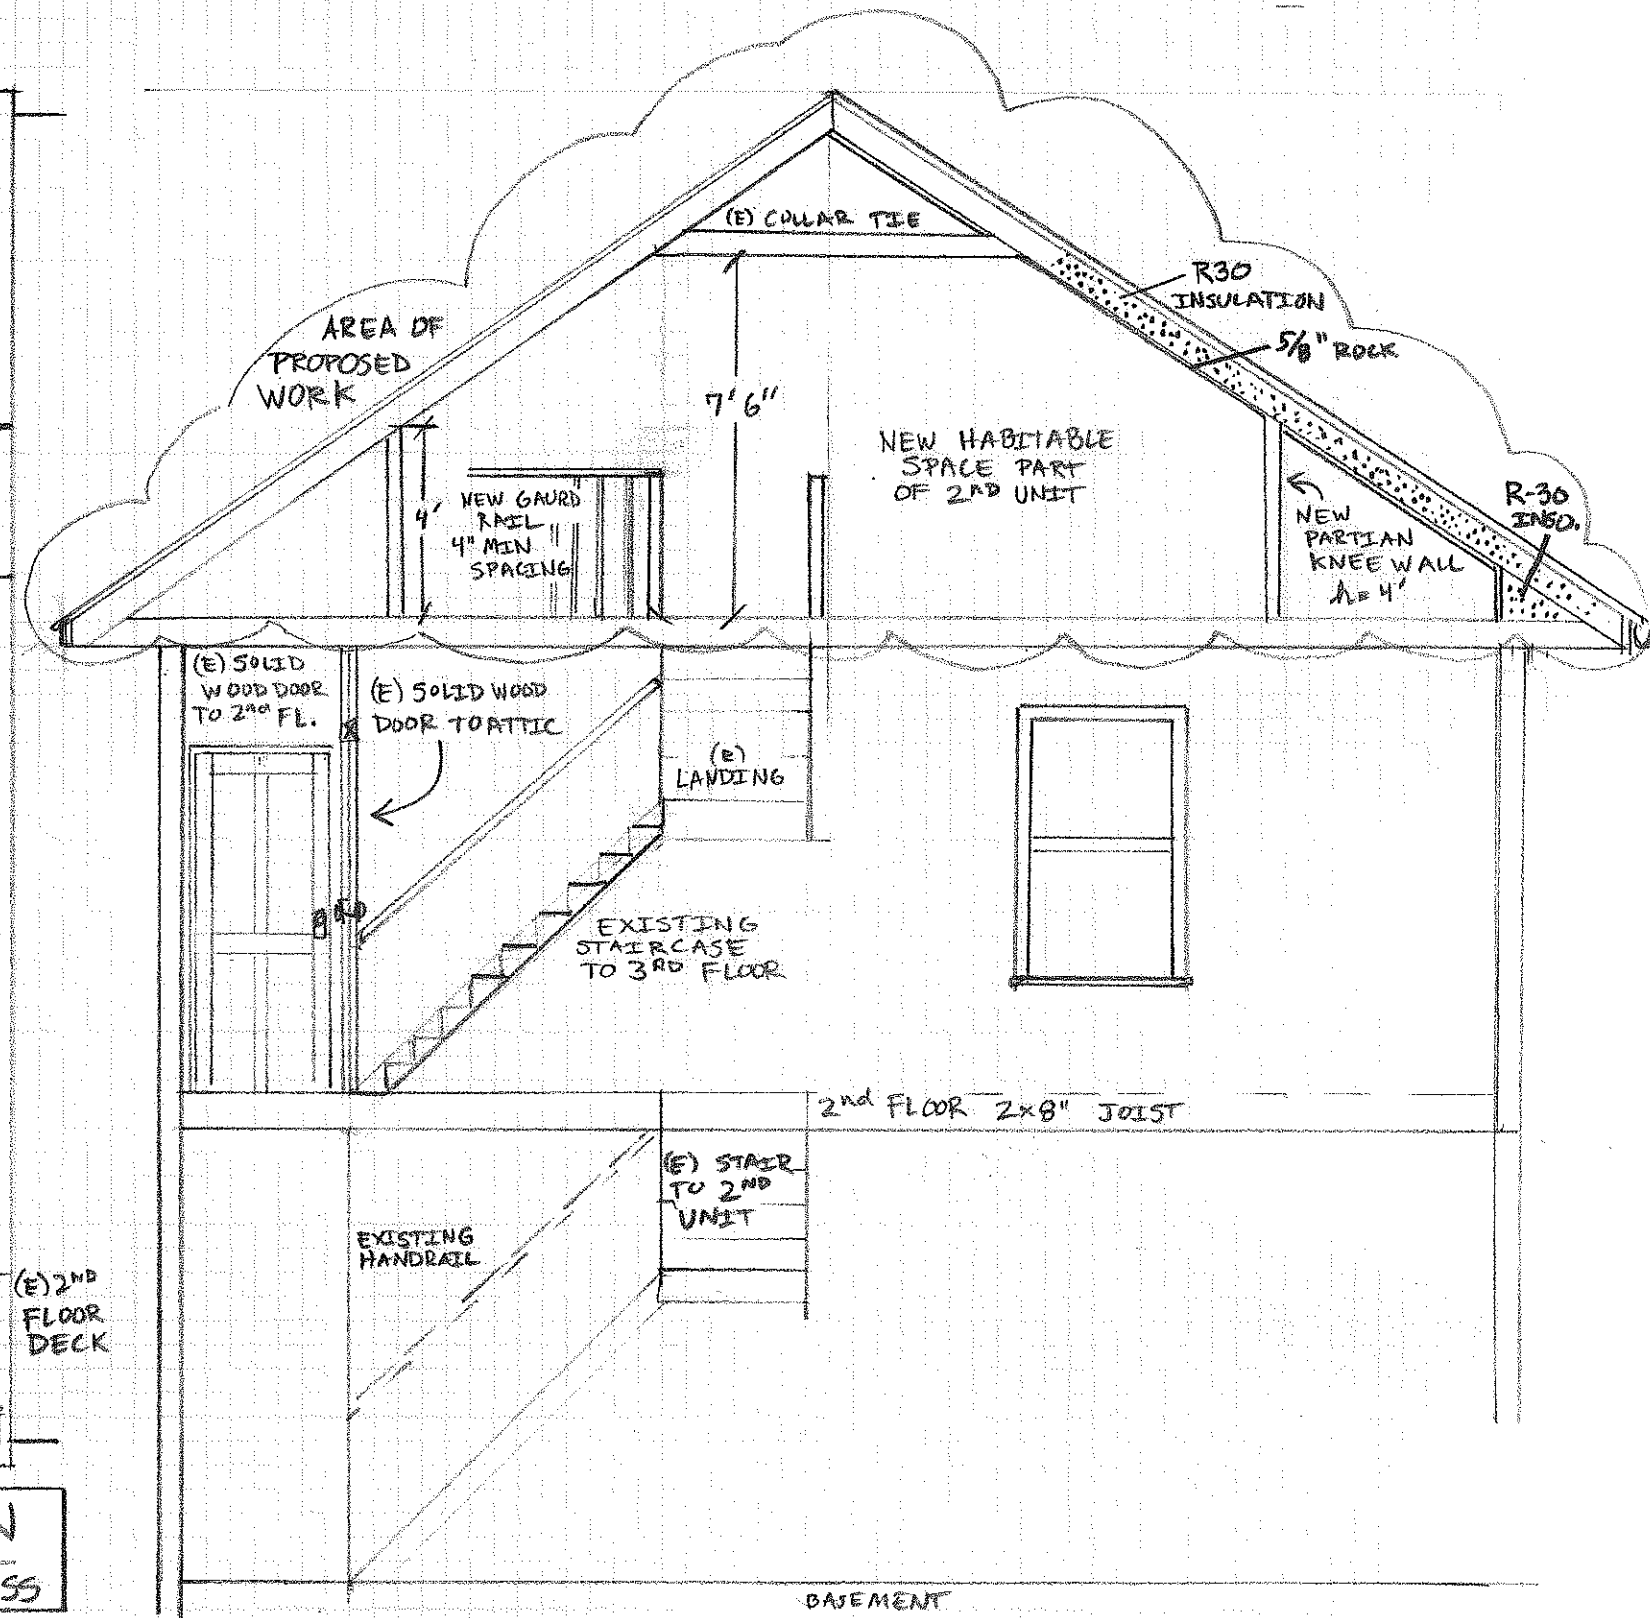 (E) COLLAR TIE
R30
INSULATION
5/8" ROCK
AREA OF
PROPOSED
WORK
7' 6"
4'
NEW GAURD
RAIL
4" MIN
SPACING
NEW HABITABLE
SPACE PART
OF 2ND UNIT
NEW
PARTIAN
KNEE WALL
h= 4'
R-30
INSO.
(E) SOLID
WOOD DOOR
TO 2nd FL.
(E) SOLID WOOD
DOOR TO ATTIC
(E)
LANDING
EXISTING
STAIRCASE
TO 3RD FLOOR
2nd FLOOR 2x8" JOIST
(E) STAIR
TO 2ND
UNIT
EXISTING
HANDRAIL
(E) 2ND
FLOOR
DECK
SS
BASEMENT